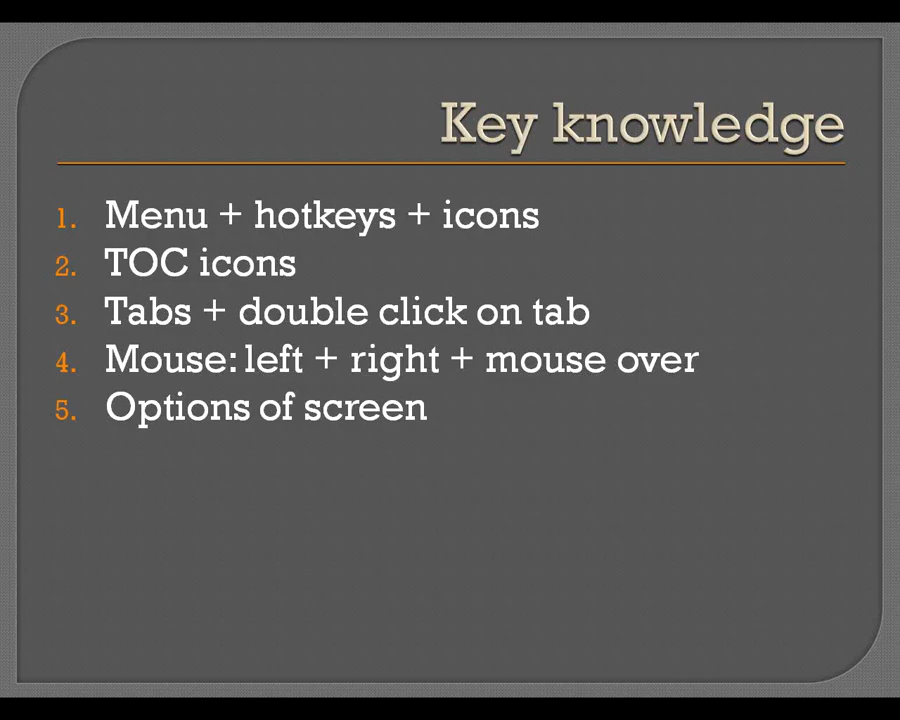 Key knowledge
1. Menu + hotkeys + icons
2. TOC icons
3. Tabs + double click on tab
4. Mouse: left + right + mouse over
5. Options of screen